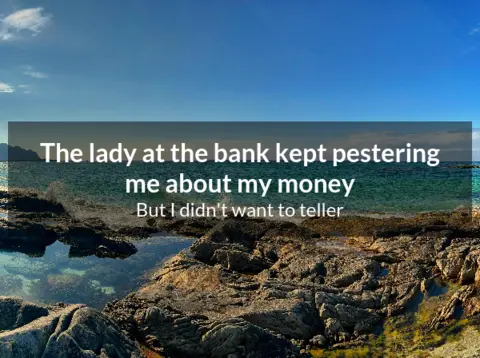 The lady at the bank kept pestering
me about my money
But I didn't want to teller